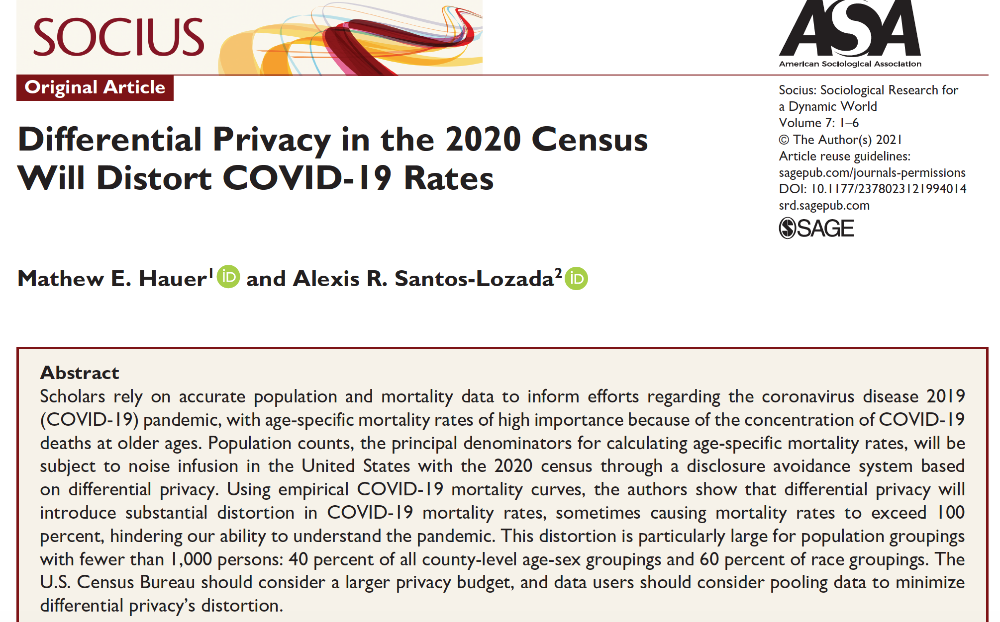 SOCIUS
ASA
American Sociological Association
Original Article
Socius: Sociological Research for
a Dynamic World
Volume 7: 1–6
© The Author(s) 2021
Article reuse guidelines:
sagepub.com/journals-permissions
DOI: 10.1177/2378023121994014
srd.sagepub.com
SSAGE
Differential Privacy in the 2020 Census
Will Distort COVID-19 Rates
Mathew E. Hauer1 iD and Alexis R. Santos-Lozada2 iD
Abstract
Scholars rely on accurate population and mortality data to inform efforts regarding the coronavirus disease 2019
(COVID-19) pandemic, with age-specific mortality rates of high importance because of the concentration of COVID-19
deaths at older ages. Population counts, the principal denominators for calculating age-specific mortality rates, will be
subject to noise infusion in the United States with the 2020 census through a disclosure avoidance system based
on differential privacy. Using empirical COVID-19 mortality curves, the authors show that differential privacy will
introduce substantial distortion in COVID-19 mortality rates, sometimes causing mortality rates to exceed 100
percent, hindering our ability to understand the pandemic. This distortion is particularly large for population groupings
with fewer than 1,000 persons: 40 percent of all county-level age-sex groupings and 60 percent of race groupings. The
U.S. Census Bureau should consider a larger privacy budget, and data users should consider pooling data to minimize
differential privacy’s distortion.